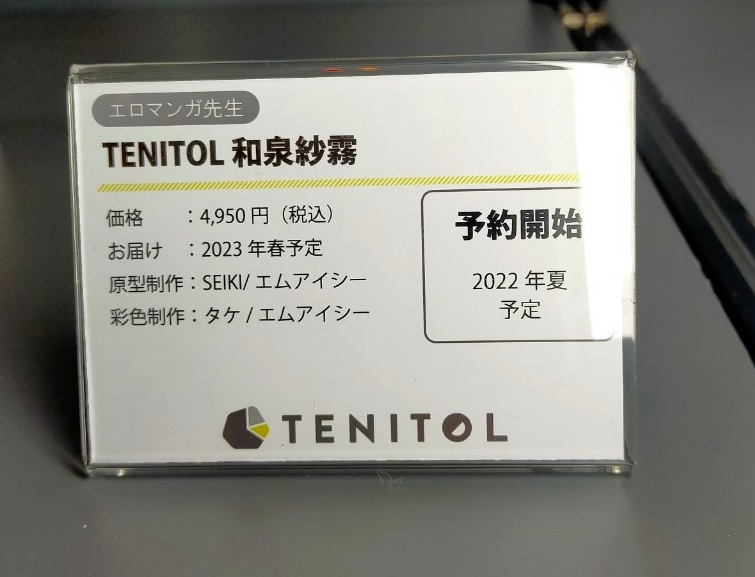 エロマンガ先生
TENITOL 和泉紗霧
価格　　：4,950 円（税込）
お届け　：2023 年春予定
原型制作：SEIKI/ エムアイシー
彩色制作：タケ / エムアイシー
予約開始
2022 年夏
予定
TENITOL